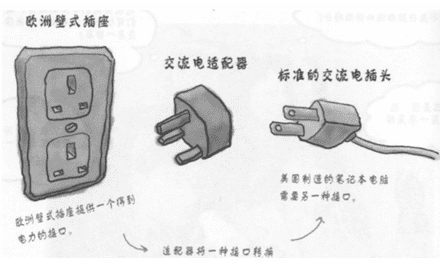 欧洲壁式插座
交流电适配器
标准的交流电插头
美国制造的笔记本电脑
需要另一种接口。
欧洲壁式插座提供一个得到
电力的接口。
适配器将一种接口转换